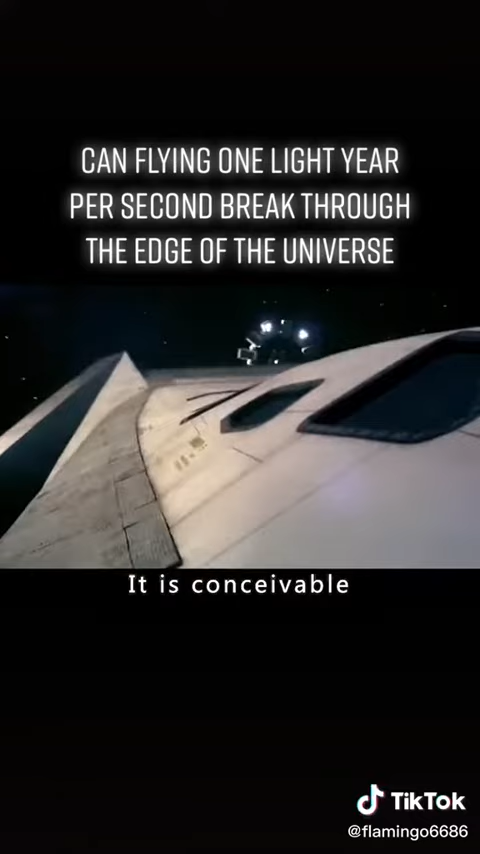 CAN FLYING ONE LIGHT YEAR
PER SECOND BREAK THROUGH
THE EDGE OF THE UNIVERSE
It is conceivable
TikTok
@flamingo6686